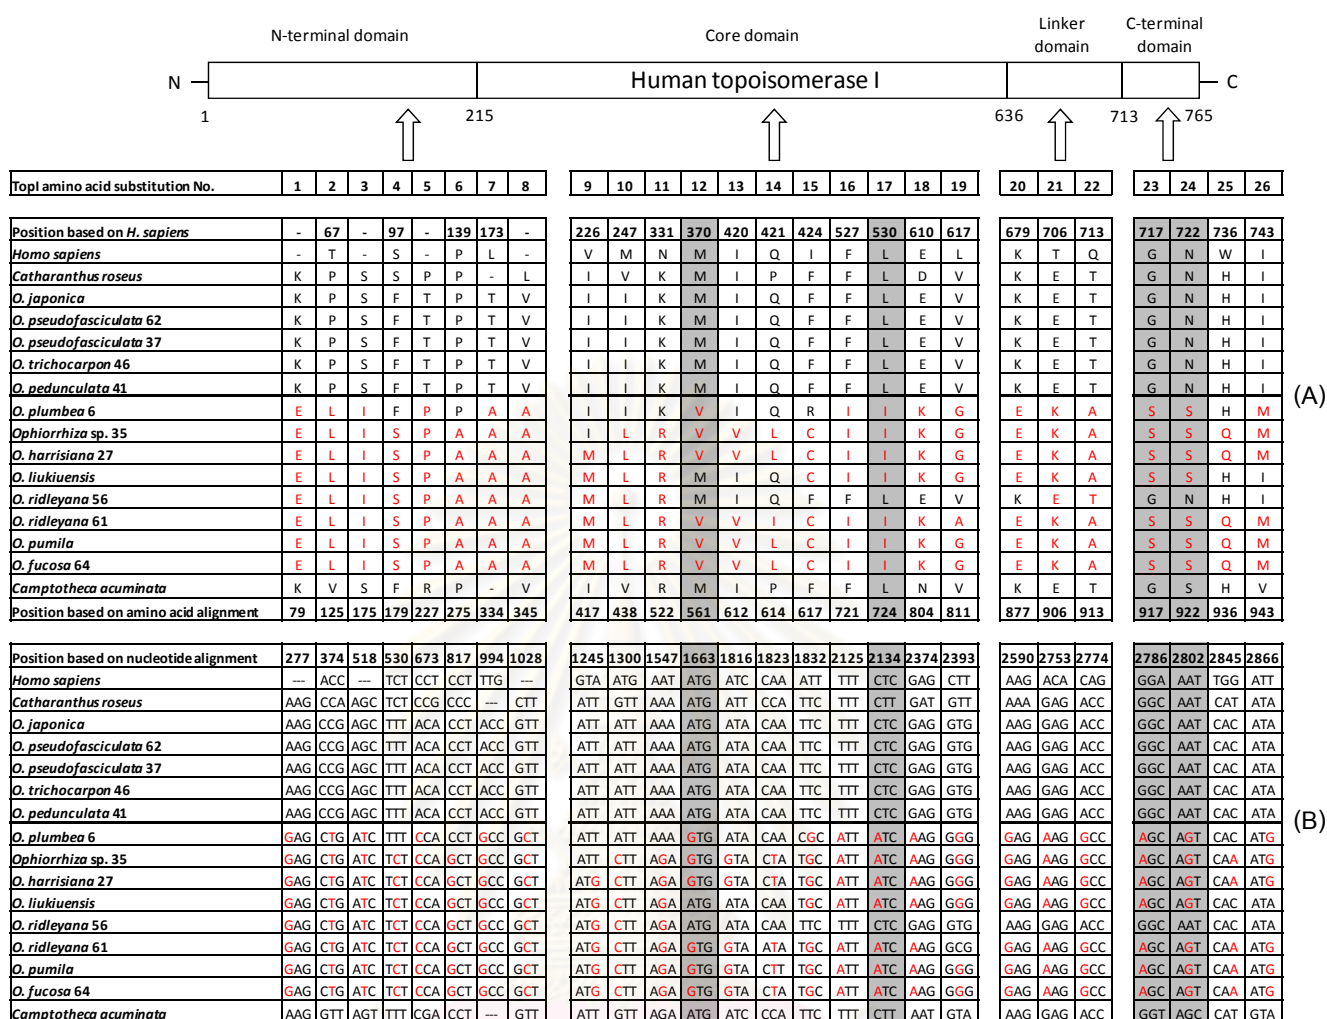 N-terminal domain Core domain Linker domain C-terminal domain
N Human topoisomerase I C
1 215 636 713 765
TopI amino acid substitution No. 1 2 3 4 5 6 7 8 9 10 11 12 13 14 15 16 17 18 19 20 21 22 23 24 25 26
Position based on H. sapiens - 67 - 97 - 139 173 - 226 247 331 370 420 421 424 527 530 610 617 679 706 713 717 722 736 743
Homo sapiens - T - S - P L - V M N M I Q I F L E L K T Q G N W I
Catharanthus roseus K P S S P P - L I V K M I P F F L D V K E T G N H I
O. japonica K P S F T P T V I I K M I Q F F L E V K E T G N H I
O. pseudofasciculata 62 K P S F T P T V I I K M I Q F F L E V K E T G N H I
O. pseudofasciculata 37 K P S F T P T V I I K M I Q F F L E V K E T G N H I
O. trichocarpon 46 K P S F T P T V I I K M I Q F F L E V K E T G N H I
O. pedunculata 41 K P S F T P T V I I K M I Q F F L E V K E T G N H I
(A)
O. plumbea 6 E L I F P P A A I I K V I Q R I I K G E K A S S H M
Ophiorrhiza sp. 35 E L I S P A A A I L R V V L C I I K G E K A S S Q M
O. harrisiana 27 E L I S P A A A M L R V V L C I I K G E K A S S Q M
O. liukiuensis E L I S P A A A M L R M I Q C I I K G E K A S S H I
O. ridleyana 56 E L I S P A A A M L R M I Q F F L E V K E T G N H I
O. ridleyana 61 E L I S P A A A M L R V V I C I I K A E K A S S Q M
O. pumila E L I S P A A A M L R V V L C I I K G E K A S S Q M
O. fucosa 64 E L I S P A A A M L R V V L C I I K G E K A S S Q M
Camptotheca acuminata K V S F R P - V I V R M I P F F L N V K E T G S H V
Position based on amino acid alignment 79 125 175 179 227 275 334 345 417 438 522 561 612 614 617 721 724 804 811 877 906 913 917 922 936 943
Position based on nucleotide alignment 277 374 518 530 673 817 994 1028 1245 1300 1547 1663 1816 1823 1832 2125 2134 2374 2393 2590 2753 2774 2786 2802 2845 2866
Homo sapiens --- ACC --- TCT CCT CCT TTG --- GTA ATG AAT ATG ATC CAA ATT TTT CTC GAG CTT AAG ACA CAG GGA AAT TGG ATT
Catharanthus roseus AAG CCA AGC TCT CCG CCC --- CTT ATT GTT AAA ATG ATT CCA TTC TTT CTT GAT GTT AAA GAG ACC GGC AAT CAT ATA
O. japonica AAG CCG AGC TTT ACA CCT ACC GTT ATT ATT AAA ATG ATA CAA TTC TTT CTC GAG GTG AAG GAG ACC GGC AAT CAC ATA
O. pseudofasciculata 62 AAG CCG AGC TTT ACA CCT ACC GTT ATT ATT AAA ATG ATA CAA TTC TTT CTC GAG GTG AAG GAG ACC GGC AAT CAC ATA
O. pseudofasciculata 37 AAG CCG AGC TTT ACA CCT ACC GTT ATT ATT AAA ATG ATA CAA TTC TTT CTC GAG GTG AAG GAG ACC GGC AAT CAC ATA
O. trichocarpon 46 AAG CCG AGC TTT ACA CCT ACC GTT ATT ATT AAA ATG ATA CAA TTC TTT CTC GAG GTG AAG GAG ACC GGC AAT CAC ATA
O. pedunculata 41 AAG CCG AGC TTT ACA CCT ACC GTT ATT ATT AAA ATG ATA CAA TTC TTT CTC GAG GTG AAG GAG ACC GGC AAT CAC ATA
(B)
O. plumbea 6 GAG CTG ATC TTT CCA CCT GCC GCT ATT ATT AAA GTG ATA CAA CGC ATT ATC AAG GGG GAG AAG GCC AGC AGT CAC ATG
Ophiorrhiza sp. 35 GAG CTG ATC TCT CCA GCT GCC GCT ATT CTT AGA GTG GTA CTA TGC ATT ATC AAG GGG GAG AAG GCC AGC AGT CAA ATG
O. harrisiana 27 GAG CTG ATC TCT CCA GCT GCC GCT ATG CTT AGA GTG GTA CTA TGC ATT ATC AAG GGG GAG AAG GCC AGC AGT CAA ATG
O. liukiuensis GAG CTG ATC TCT CCA GCT GCC GCT ATG CTT AGA ATG ATA CAA TGC ATT ATC AAG GGG GAG AAG GCC AGC AGT CAC ATA
O. ridleyana 56 GAG CTG ATC TCT CCA GCT GCC GCT ATG CTT AGA ATG ATA CAA TTC TTT CTC GAG GTG AAG GAG ACC GGC AAT CAC ATA
O. ridleyana 61 GAG CTG ATC TCT CCA GCT GCC GCT ATG CTT AGA GTG GTA ATA TGC ATT ATC AAG GCG GAG AAG GCC AGC AGT CAA ATG
O. pumila GAG CTG ATC TCT CCA GCT GCC GCT ATG CTT AGA GTG GTA CTT TGC ATT ATC AAG GGG GAG AAG GCC AGC AGT CAA ATG
O. fucosa 64 GAG CTG ATC TCT CCA GCT GCC GCT ATG CTT AGA GTG GTA CTA TGC ATT ATC AAG GGG GAG AAG GCC AGC AGT CAA ATG
Camptotheca acuminata AAG GTT AGT TTT CGA CCT --- GTT ATT GTT AGA ATG ATC CCA TTC TTT CTT AAT GTA AAG GAG ACC GGT AGC CAT GTA